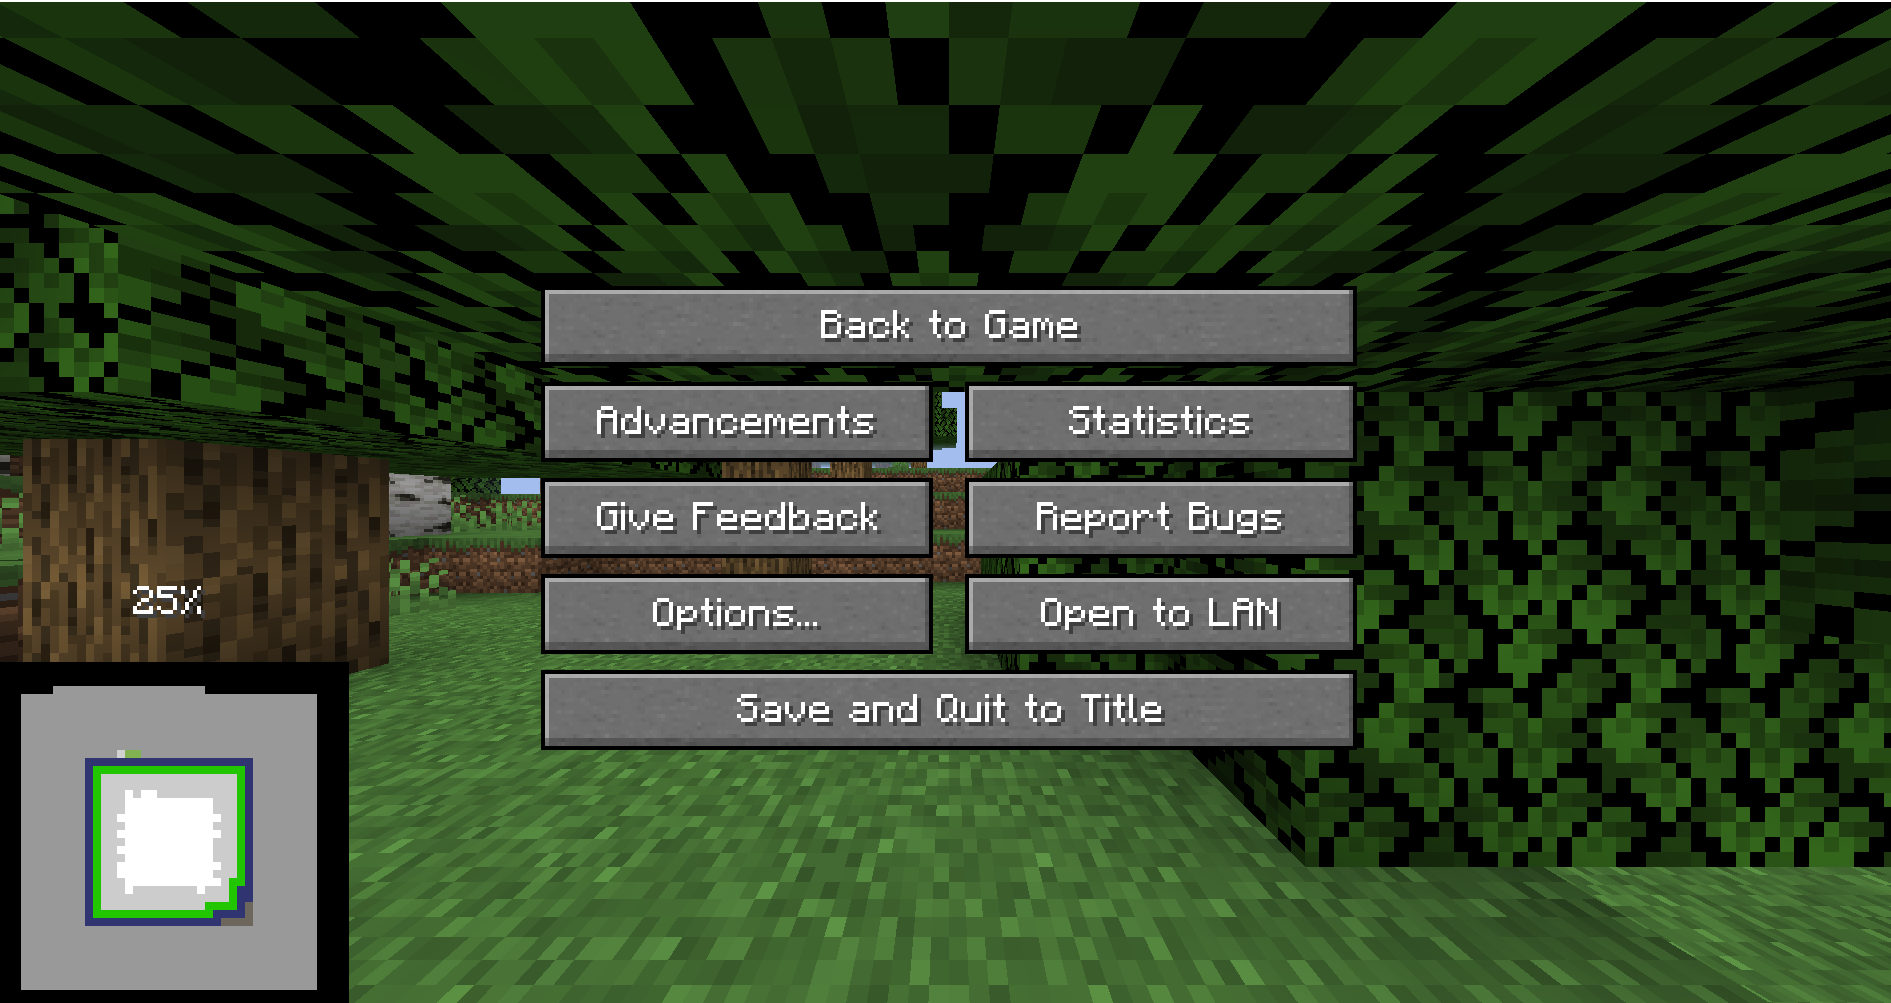 Back to Game
Advancements
Statistics
Give Feedback
Report Bugs
Options...
Open to LAN
25%
Save and Quit to Title